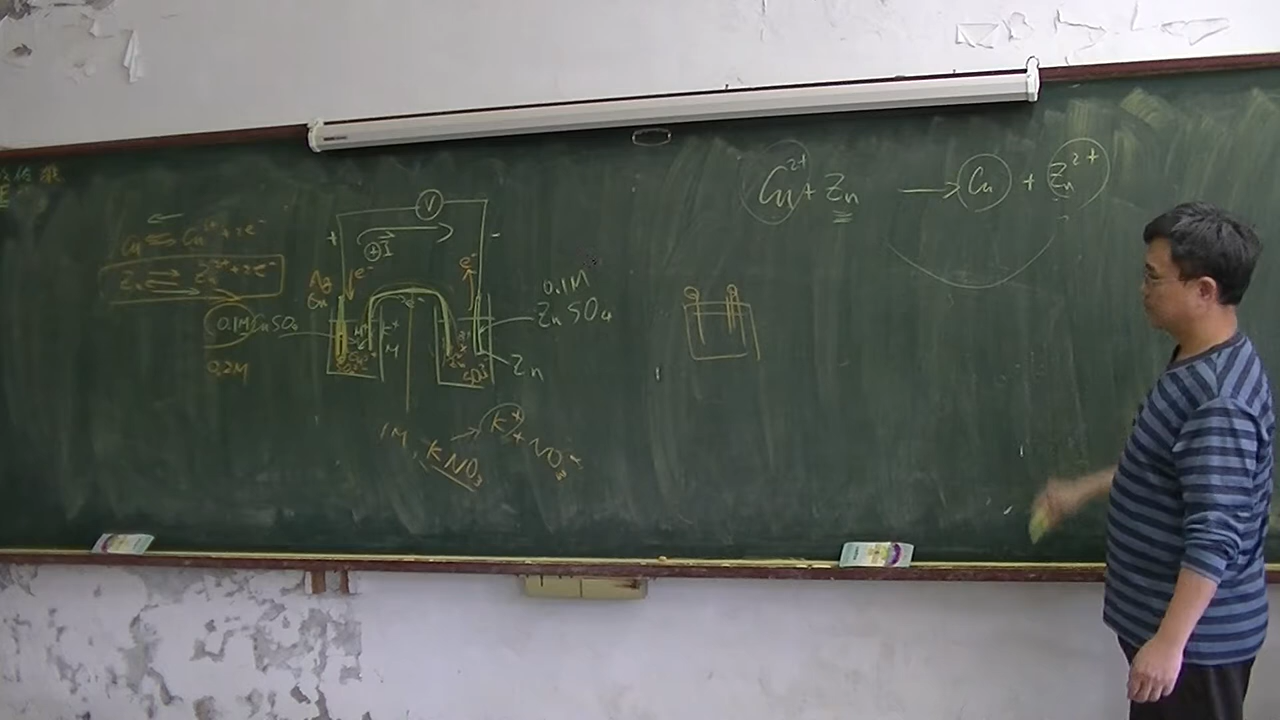 Cu²⁺ + Zn → Cu + Zn²⁺
V
+ -
⊕I
e⁻ e⁻
Ag
Cu
e⁻
Cu ⇌ Cu²⁺ + 2e⁻
Zn ⇌ Zn²⁺ + 2e⁻
0.1M CuSO₄
0.2M
0.1M
ZnSO₄
K⁺
M
Zn
1M, KNO₃ → K⁺ + NO₃⁻